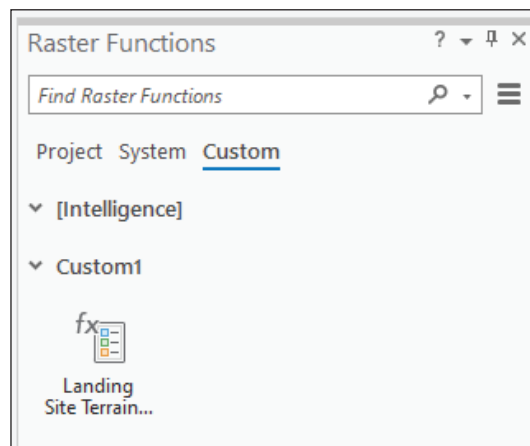 Raster Functions ?
Find Raster Functions
Project System Custom
[Intelligence]
Custom1
fx
Landing
Site Terrain...